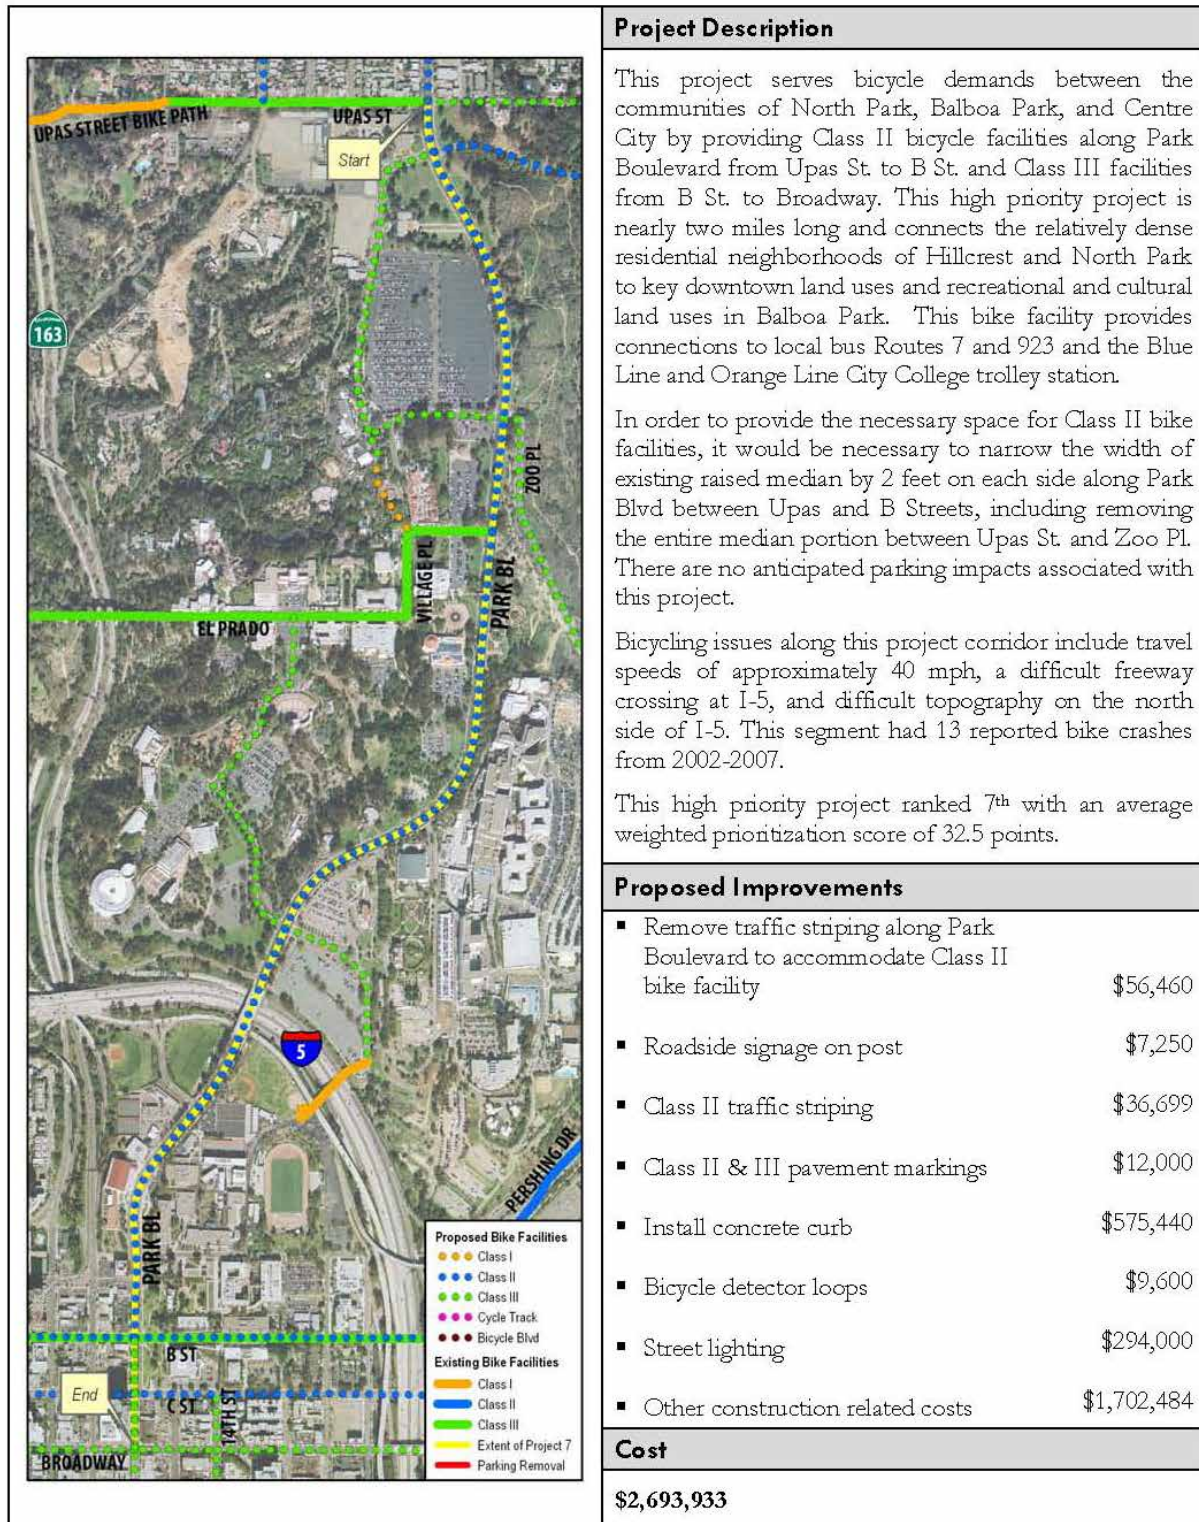 UPAS STREET BIKE PATH
UPAS ST
Start
163
ZOO PL
VILLAGE PL
PARK BL
EL PRADO
5
PERSHING DR
PARK BL
B ST
End
C ST
14TH ST
BROADWAY
Proposed Bike Facilities
Class I
Class II
Class III
Cycle Track
Bicycle Blvd
Existing Bike Facilities
Class I
Class II
Class III
Extent of Project 7
Parking Removal
Project Description
This project serves bicycle demands between the
communities of North Park, Balboa Park, and Centre
City by providing Class II bicycle facilities along Park
Boulevard from Upas St. to B St. and Class III facilities
from B St. to Broadway. This high priority project is
nearly two miles long and connects the relatively dense
residential neighborhoods of Hillcrest and North Park
to key downtown land uses and recreational and cultural
land uses in Balboa Park. This bike facility provides
connections to local bus Routes 7 and 923 and the Blue
Line and Orange Line City College trolley station.
In order to provide the necessary space for Class II bike
facilities, it would be necessary to narrow the width of
existing raised median by 2 feet on each side along Park
Blvd between Upas and B Streets, including removing
the entire median portion between Upas St. and Zoo Pl.
There are no anticipated parking impacts associated with
this project.
Bicycling issues along this project corridor include travel
speeds of approximately 40 mph, a difficult freeway
crossing at I-5, and difficult topography on the north
side of I-5. This segment had 13 reported bike crashes
from 2002-2007.
This high priority project ranked 7th with an average
weighted prioritization score of 32.5 points.
Proposed Improvements
▪ Remove traffic striping along Park
Boulevard to accommodate Class II
bike facility $56,460
▪ Roadside signage on post $7,250
▪ Class II traffic striping $36,699
▪ Class II & III pavement markings $12,000
▪ Install concrete curb $575,440
▪ Bicycle detector loops $9,600
▪ Street lighting $294,000
▪ Other construction related costs $1,702,484
Cost
$2,693,933